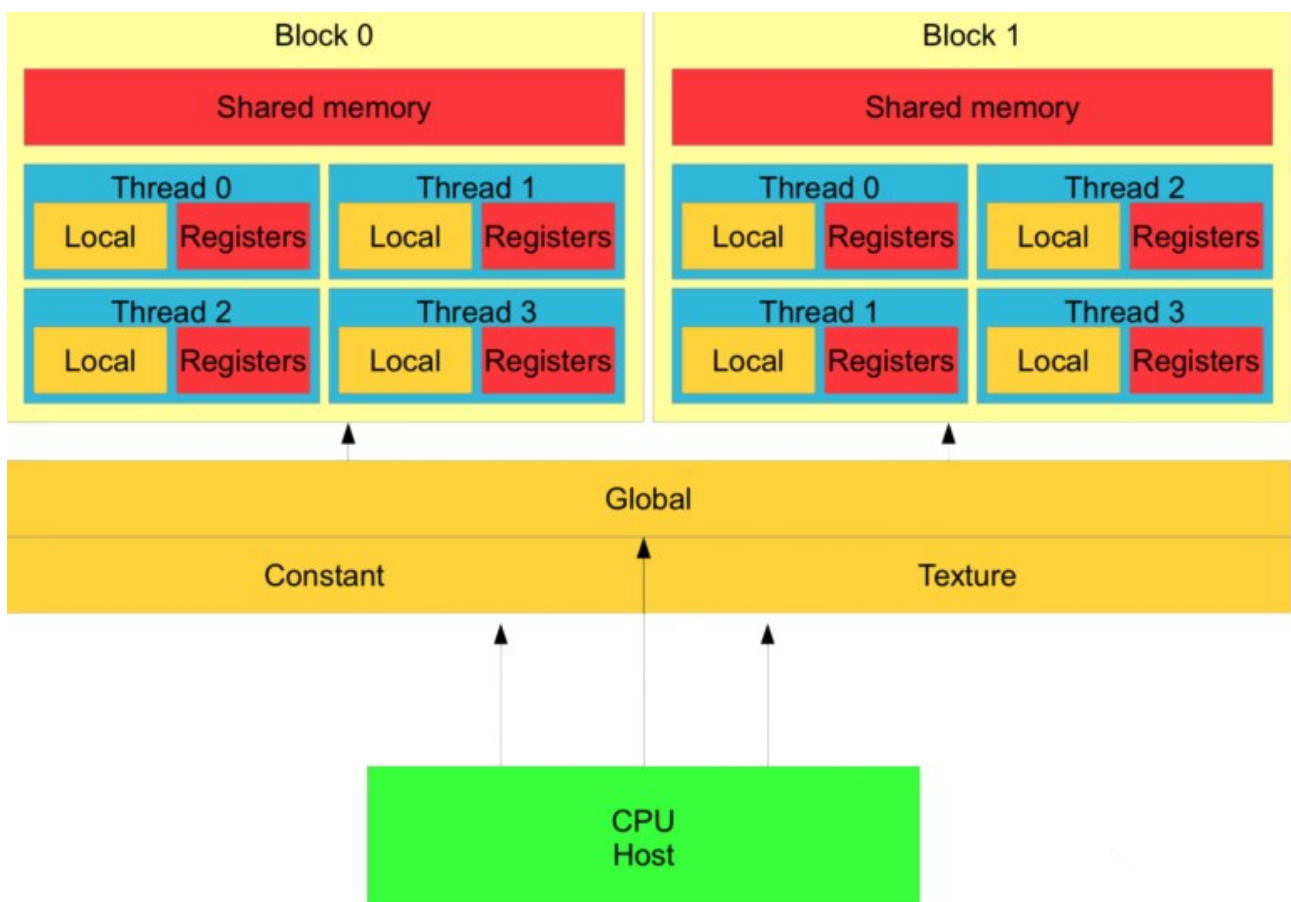 Block 0
Shared memory
Thread 0
Thread 1
Local
Registers
Local
Registers
Thread 2
Thread 3
Local
Registers
Local
Registers
Block 1
Shared memory
Thread 0
Thread 2
Local
Registers
Local
Registers
Thread 1
Thread 3
Local
Registers
Local
Registers
Global
Constant
Texture
CPU
Host